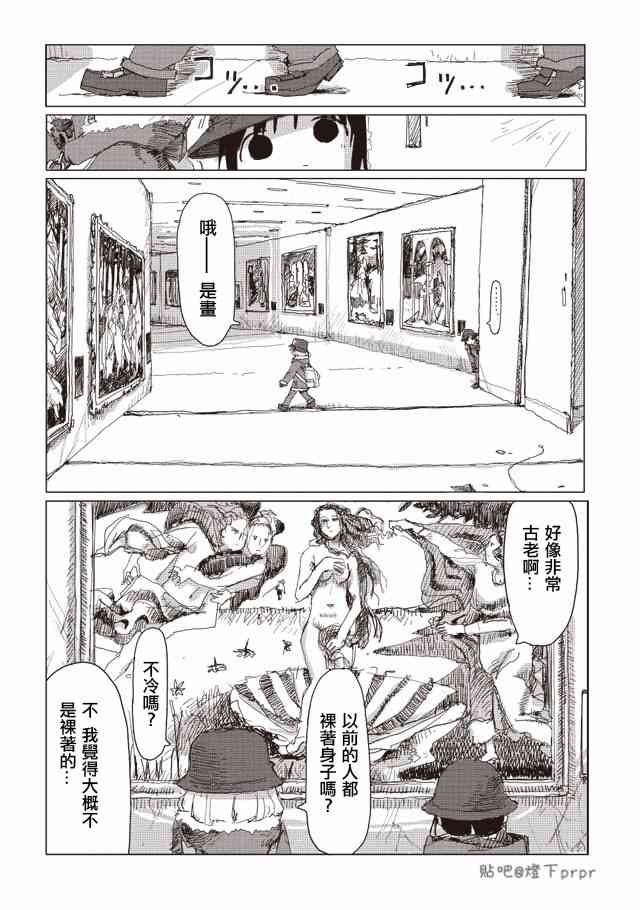 コ
ツ…
コ
ツ…
哦
——是畫
………
好像非常
古老啊…
以前的人都
裸著身子嗎?
不冷嗎?
不 我覺得大概不
是裸著的…
貼吧@燈下prpr